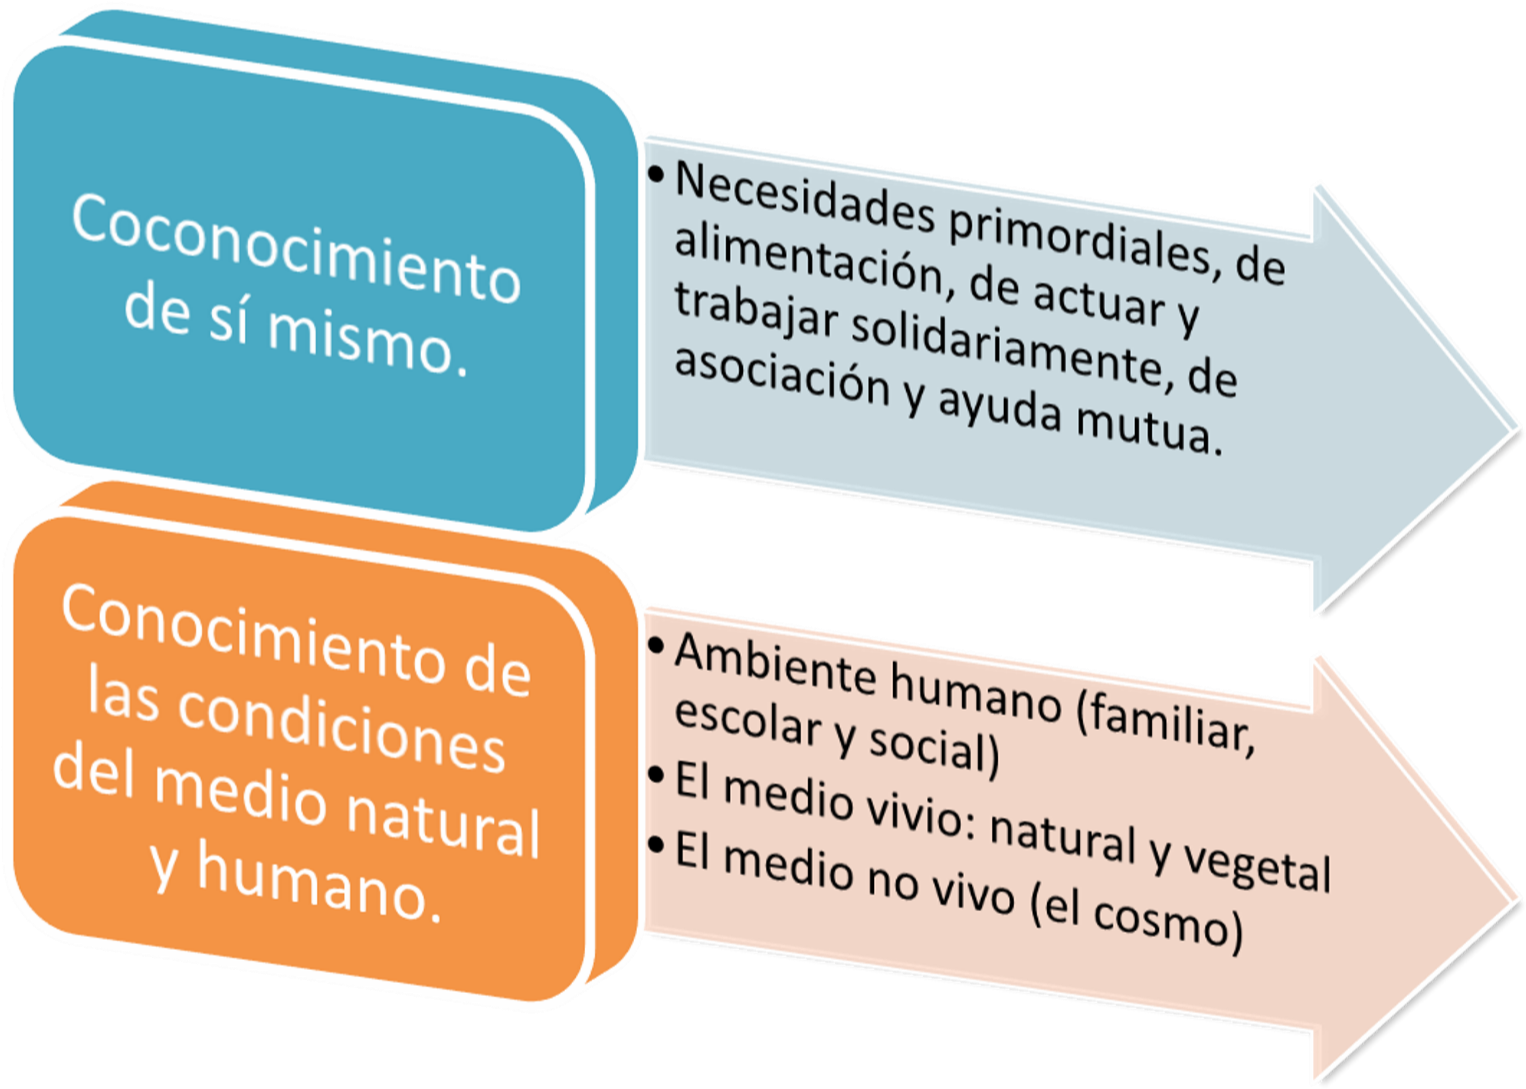 Coconocimiento
de sí mismo.
• Necesidades primordiales, de
alimentación, de actuar y
trabajar solidariamente, de
asociación y ayuda mutua.
Conocimiento de
las condiciones
del medio natural
y humano.
• Ambiente humano (familiar,
escolar y social)
• El medio vivio: natural y vegetal
• El medio no vivo (el cosmo)